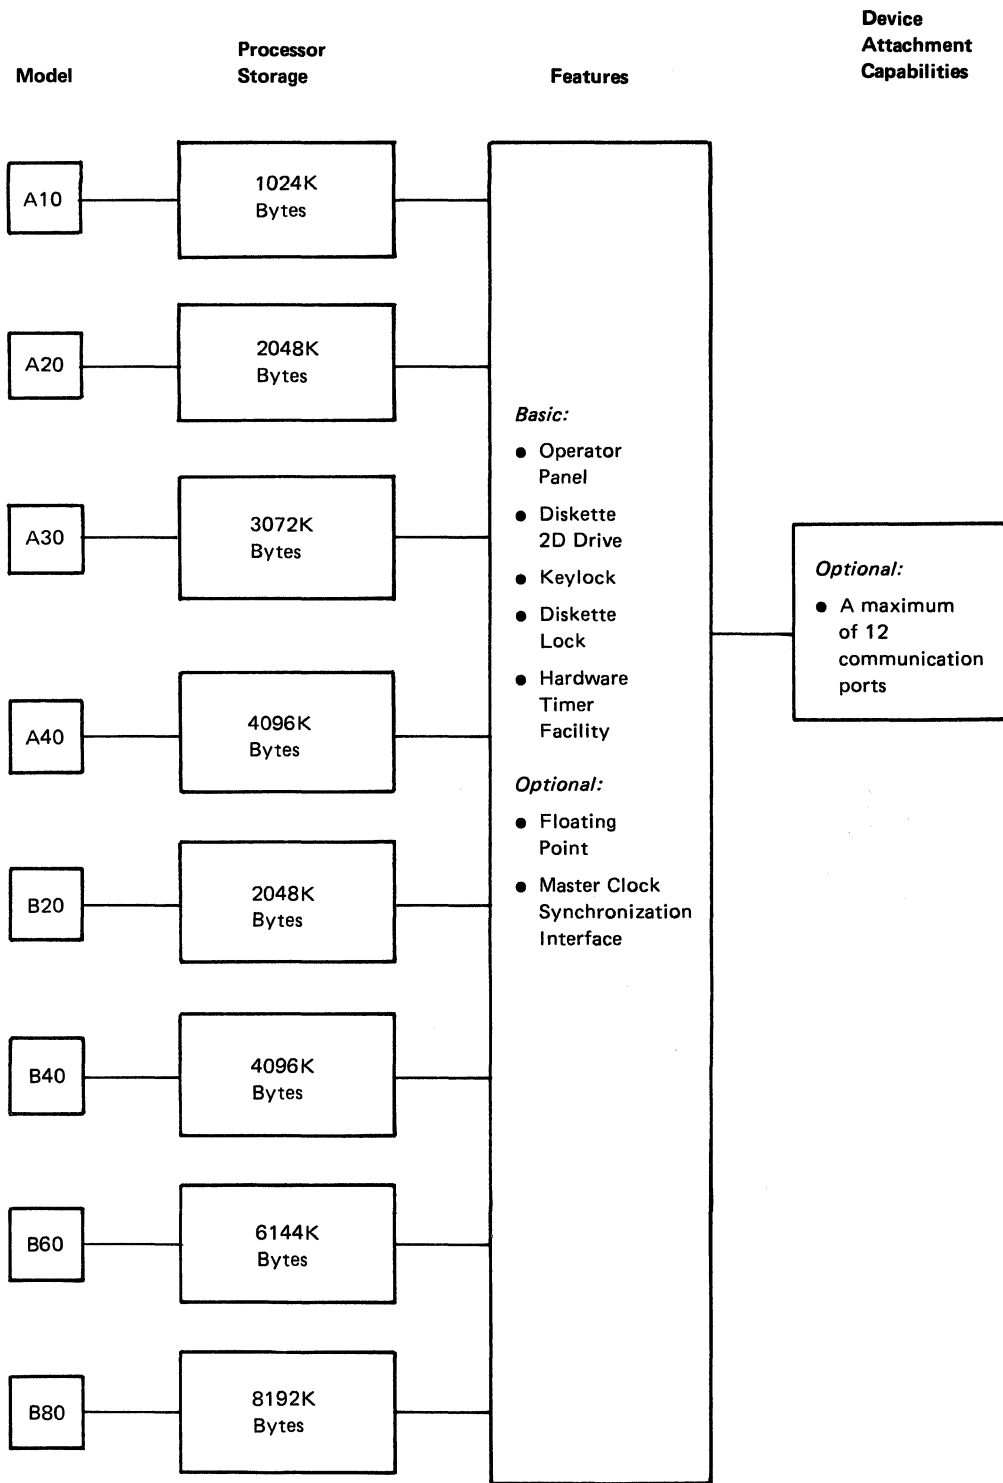 Model
Processor
Storage
Features
Device
Attachment
Capabilities
A10
1024K
Bytes
A20
2048K
Bytes
A30
3072K
Bytes
A40
4096K
Bytes
B20
2048K
Bytes
B40
4096K
Bytes
B60
6144K
Bytes
B80
8192K
Bytes
Basic:
● Operator
Panel
● Diskette
2D Drive
● Keylock
● Diskette
Lock
● Hardware
Timer
Facility
Optional:
● Floating
Point
● Master Clock
Synchronization
Interface
Optional:
● A maximum
of 12
communication
ports